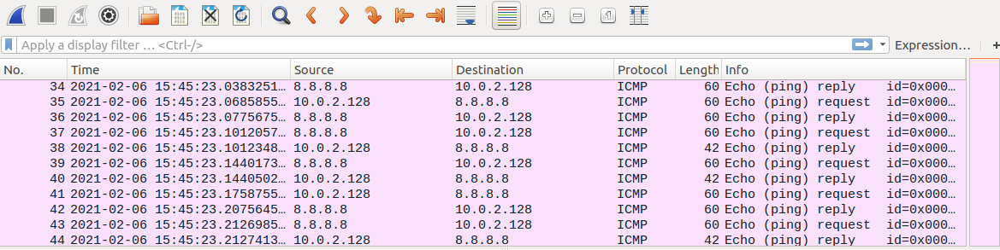 Apply a display filter … <Ctrl-/> Expression… +
No. Time Source Destination Protocol Length Info
34 2021-02-06 15:45:23.0383251… 8.8.8.8 10.0.2.128 ICMP 60 Echo (ping) reply id=0x000…
35 2021-02-06 15:45:23.0685855… 10.0.2.128 8.8.8.8 ICMP 60 Echo (ping) request id=0x000…
36 2021-02-06 15:45:23.0775675… 8.8.8.8 10.0.2.128 ICMP 60 Echo (ping) reply id=0x000…
37 2021-02-06 15:45:23.1012057… 8.8.8.8 10.0.2.128 ICMP 60 Echo (ping) request id=0x000…
38 2021-02-06 15:45:23.1012348… 10.0.2.128 8.8.8.8 ICMP 42 Echo (ping) reply id=0x000…
39 2021-02-06 15:45:23.1440173… 8.8.8.8 10.0.2.128 ICMP 60 Echo (ping) request id=0x000…
40 2021-02-06 15:45:23.1440502… 10.0.2.128 8.8.8.8 ICMP 42 Echo (ping) reply id=0x000…
41 2021-02-06 15:45:23.1758755… 10.0.2.128 8.8.8.8 ICMP 60 Echo (ping) request id=0x000…
42 2021-02-06 15:45:23.2075645… 8.8.8.8 10.0.2.128 ICMP 60 Echo (ping) reply id=0x000…
43 2021-02-06 15:45:23.2126985… 8.8.8.8 10.0.2.128 ICMP 60 Echo (ping) request id=0x000…
44 2021-02-06 15:45:23.2127413… 10.0.2.128 8.8.8.8 ICMP 42 Echo (ping) reply id=0x000…